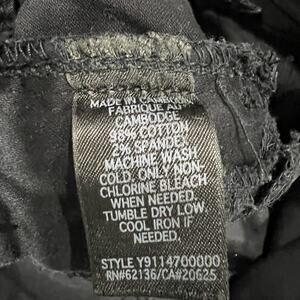 MADE IN CAMBODIA
FABRIQUE AU
CAMBODGE
98% COTTON
2% SPANDEX
MACHINE WASH
COLD. ONLY NON-
CHLORINE BLEACH
WHEN NEEDED.
TUMBLE DRY LOW.
COOL IRON IF
NEEDED.
STYLE Y9114700000
RN#62136/CA#20625